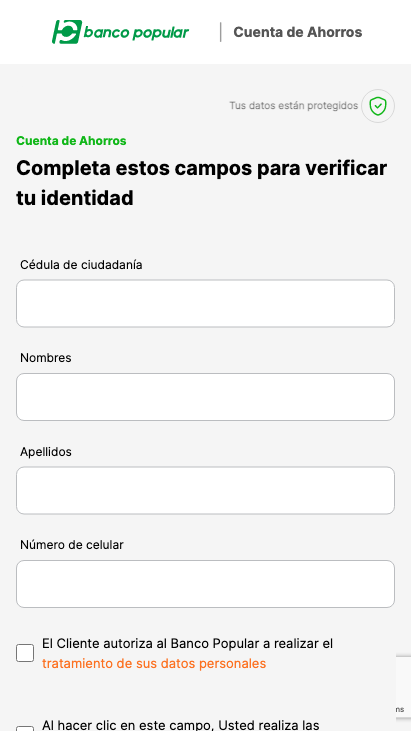 banco popular
Cuenta de Ahorros
Tus datos están protegidos
Cuenta de Ahorros
Completa estos campos para verificar
tu identidad
Cédula de ciudadanía
Nombres
Apellidos
Número de celular
El Cliente autoriza al Banco Popular a realizar el
tratamiento de sus datos personales
Al hacer clic en este campo, Usted realiza las